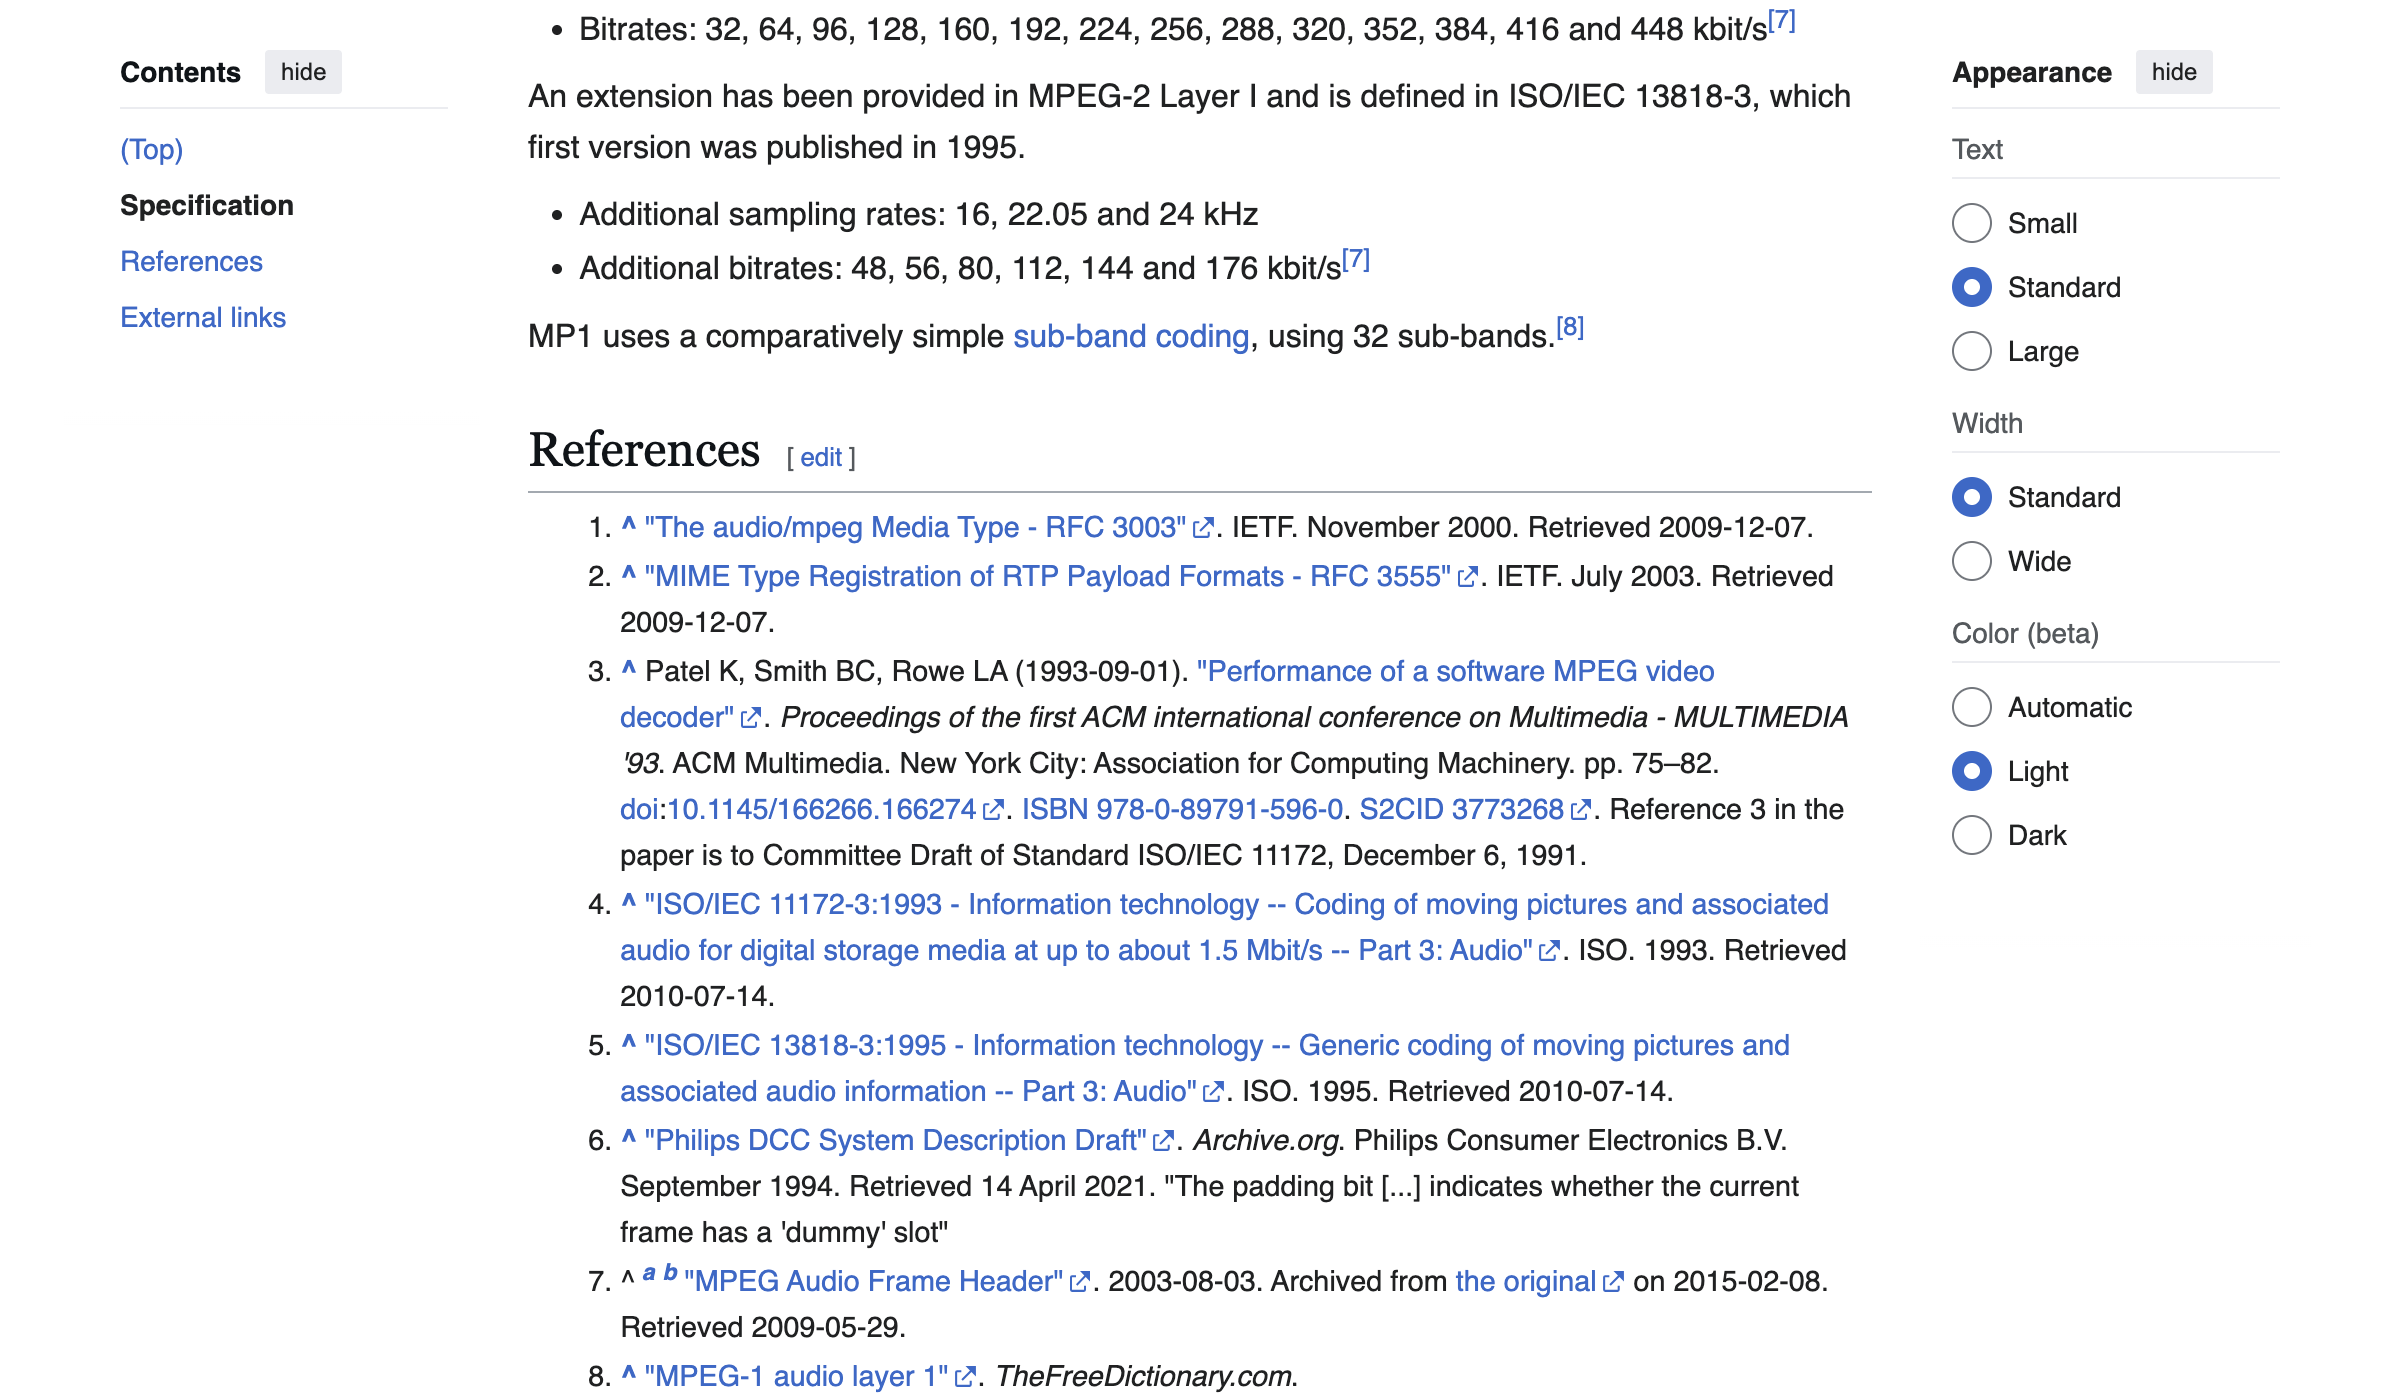 Contents hide
(Top)
Specification
References
External links
• Bitrates: 32, 64, 96, 128, 160, 192, 224, 256, 288, 320, 352, 384, 416 and 448 kbit/s[7]
An extension has been provided in MPEG-2 Layer I and is defined in ISO/IEC 13818-3, which
first version was published in 1995.
• Additional sampling rates: 16, 22.05 and 24 kHz
• Additional bitrates: 48, 56, 80, 112, 144 and 176 kbit/s[7]
MP1 uses a comparatively simple sub-band coding, using 32 sub-bands.[8]
References [ edit ]
1. ^ "The audio/mpeg Media Type - RFC 3003". IETF. November 2000. Retrieved 2009-12-07.
2. ^ "MIME Type Registration of RTP Payload Formats - RFC 3555". IETF. July 2003. Retrieved
2009-12-07.
3. ^ Patel K, Smith BC, Rowe LA (1993-09-01). "Performance of a software MPEG video
decoder". Proceedings of the first ACM international conference on Multimedia - MULTIMEDIA
'93. ACM Multimedia. New York City: Association for Computing Machinery. pp. 75–82.
doi:10.1145/166266.166274. ISBN 978-0-89791-596-0. S2CID 3773268. Reference 3 in the
paper is to Committee Draft of Standard ISO/IEC 11172, December 6, 1991.
4. ^ "ISO/IEC 11172-3:1993 - Information technology -- Coding of moving pictures and associated
audio for digital storage media at up to about 1.5 Mbit/s -- Part 3: Audio". ISO. 1993. Retrieved
2010-07-14.
5. ^ "ISO/IEC 13818-3:1995 - Information technology -- Generic coding of moving pictures and
associated audio information -- Part 3: Audio". ISO. 1995. Retrieved 2010-07-14.
6. ^ "Philips DCC System Description Draft". Archive.org. Philips Consumer Electronics B.V.
September 1994. Retrieved 14 April 2021. "The padding bit [...] indicates whether the current
frame has a 'dummy' slot"
7. ^ a b "MPEG Audio Frame Header". 2003-08-03. Archived from the original on 2015-02-08.
Retrieved 2009-05-29.
8. ^ "MPEG-1 audio layer 1". TheFreeDictionary.com.
Appearance hide
Text
Small
Standard
Large
Width
Standard
Wide
Color (beta)
Automatic
Light
Dark